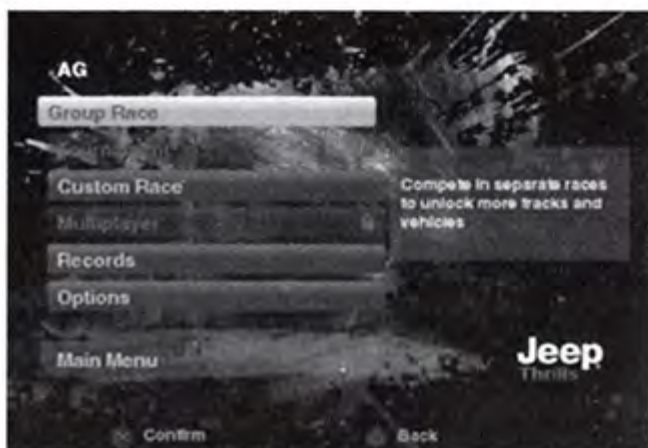 AG
Group Race
Custom Race
Compete in separate races
to unlock more tracks and
vehicles
Multiplayer
Records
Options
Main Menu
Jeep
Thrills
Confirm
Back